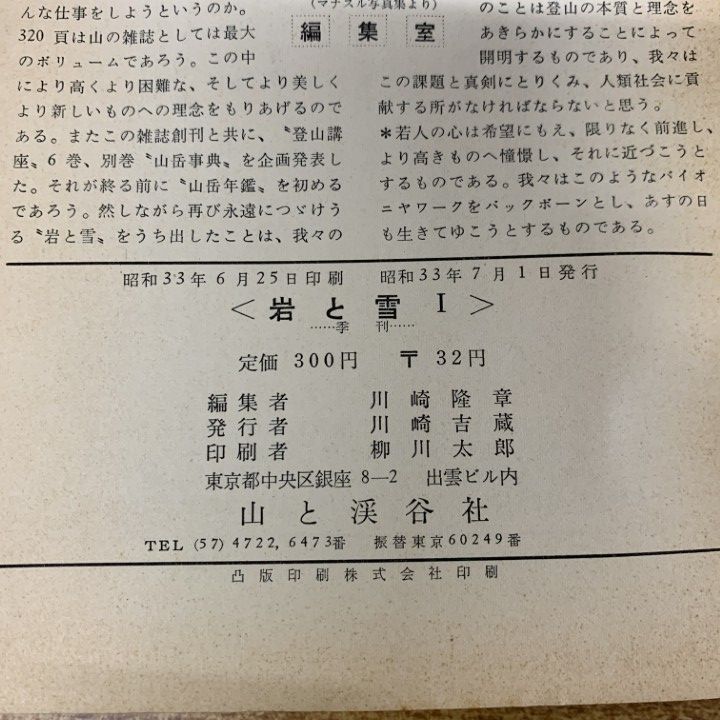 んな仕事をしようというのか。
320 頁は山の雑誌としては最大
のボリュームであろう。この中
により高くより困難な、そしてより美しく
より新しいものへの理念をもりあげるので
ある。またこの雑誌創刊と共に、〝登山講
座〟6 巻、別巻〝山岳事典〟を企画発表し
た。それが終る前に〝山岳年鑑〟を初める
であろう。然しながら再び永遠につゞけう
る〝岩と雪〟をうち出したことは、我々の
(マナスル写真集より)
編集室
のことは登山の本質と理念を
あきらかにすることによって
開明するものであり、我々は
この課題と真剣にとりくみ、人類社会に貢
献する所がなければならないと思う。
*若人の心は希望にもえ、限りなく前進し、
より高きものへ憧憬し、それに近づこうと
するものである。我々はこのようなパイオ
ニヤワークをバックボーンとし、あすの日
も生きてゆこうとするものである。
昭和33年6月25日印刷 昭和33年7月1日発行
<岩と雪 I>
……季 刊……
定価 300円 〒 32円
編集者 川崎隆章
発行者 川崎吉蔵
印刷者 柳川太郎
東京都中央区銀座 8—2 出雲ビル内
山と渓谷社
TEL (57) 4722, 6473番 振替東京60249番
凸版印刷株式会社印刷